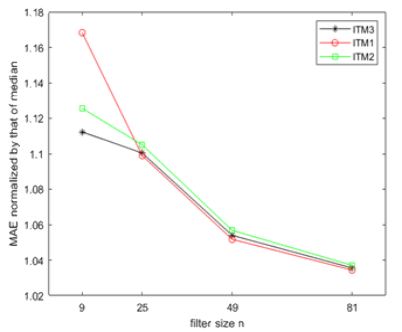 1.18
1.16
1.14
1.12
1.1
1.08
1.06
1.04
1.02
MAE normalized by that of median
ITM3
ITM1
ITM2
9 25 49 81
filter size n